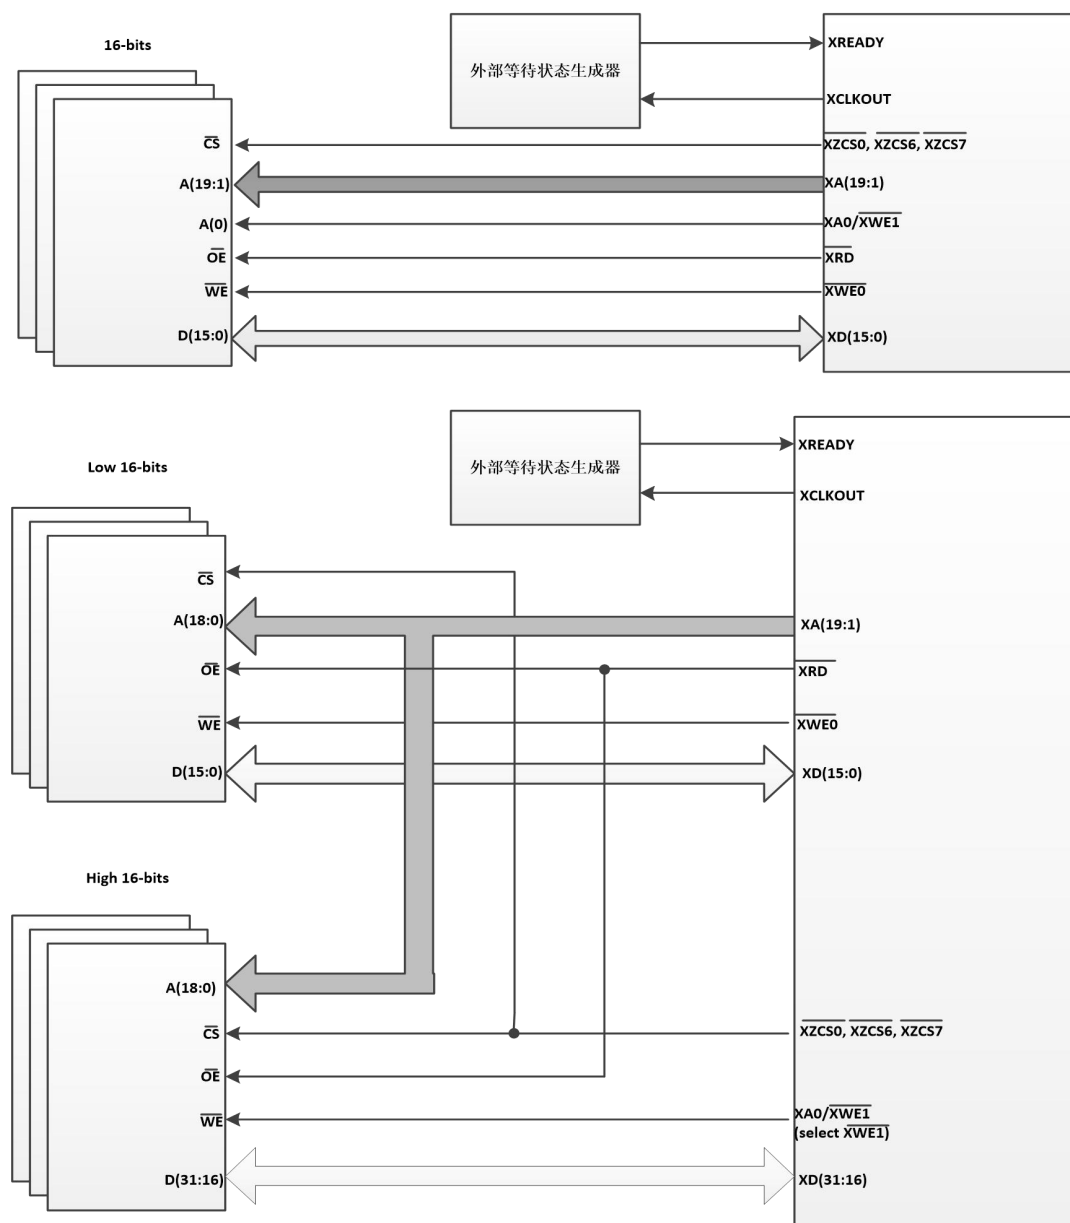 16-bits
外部等待状态生成器
XREADY
XCLKOUT
CS
XZCS0, XZCS6, XZCS7
A(19:1)
XA(19:1)
A(0)
XA0/XWE1
OE
XRD
WE
XWE0
D(15:0)
XD(15:0)
Low 16-bits
外部等待状态生成器
XREADY
XCLKOUT
CS
A(18:0)
XA(19:1)
OE
XRD
WE
XWE0
D(15:0)
XD(15:0)
High 16-bits
A(18:0)
CS
XZCS0, XZCS6, XZCS7
OE
WE
XA0/XWE1
(select XWE1)
D(31:16)
XD(31:16)